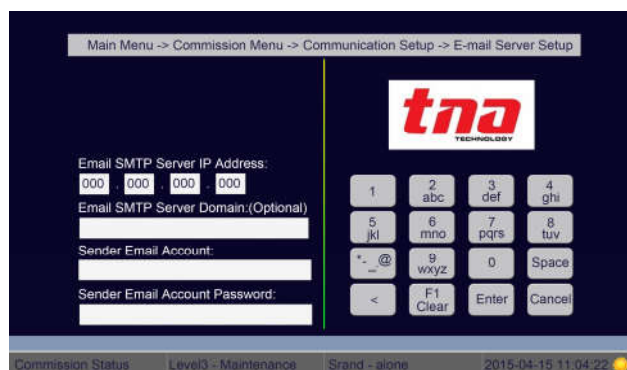 Main Menu -> Commission Menu -> Communication Setup -> E-mail Server Setup
tna
TECHNOLOGY
Email SMTP Server IP Address:
000 . 000 . 000 . 000
Email SMTP Server Domain:(Optional)
Sender Email Account:
Sender Email Account Password:
1
2 abc
3 def
4 ghi
5 jkl
6 mno
7 pqrs
8 tuv
*-_@
9 wxyz
0
Space
<
F1 Clear
Enter
Cancel
Commission Status Level3 - Maintenance Srand - alone 2015-04-15 11:04:22